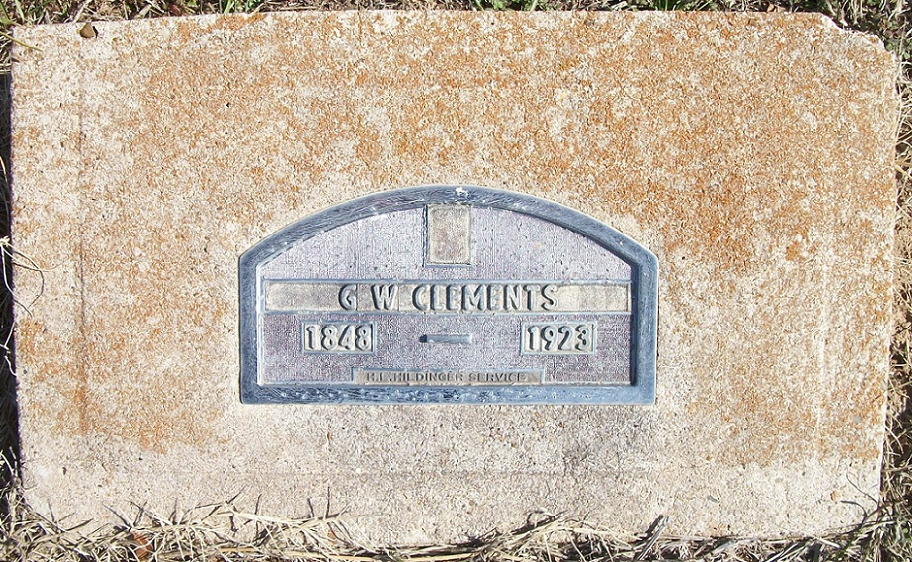 G W CLEMENTS
1848 - 1923
H.E. HILDINGER SERVICE